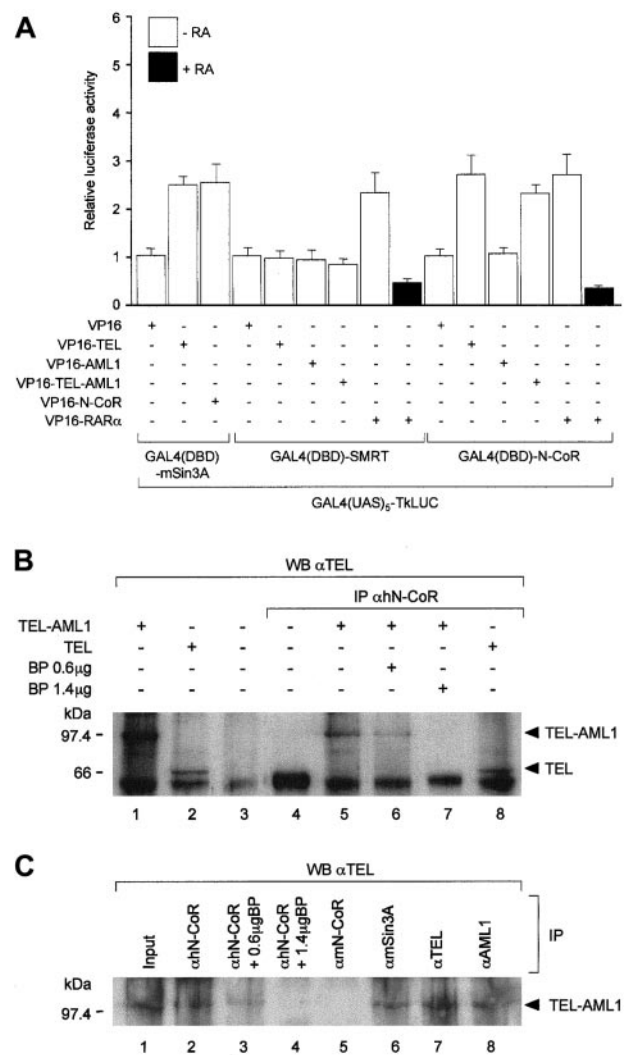 A
- RA
+ RA
Relative luciferase activity
6
5
4
3
2
1
0
VP16 + - - + - - - - - + - - - - -
VP16-TEL - + - - + - - - - - + - - - -
VP16-AML1 - - - - - + - - - - - + - - -
VP16-TEL-AML1 - - - - - - + - - - - - + - -
VP16-N-CoR - - + - - - - - - - - - - - -
VP16-RARα - - - - - - - + + - - - - + +
GAL4(DBD) -mSin3A GAL4(DBD)-SMRT GAL4(DBD)-N-CoR
GAL4(UAS)5-TkLUC
B
WB αTEL
IP αhN-CoR
TEL-AML1 + - - - + + + -
TEL - + - - - - - +
BP 0.6μg - - - - - + - -
BP 1.4μg - - - - - - + -
kDa
97.4 -
66 -
TEL-AML1
TEL
1 2 3 4 5 6 7 8
C
WB αTEL
Input
αhN-CoR
αhN-CoR + 0.6μgBP
αhN-CoR + 1.4μgBP
αmN-CoR
αmSin3A
αTEL
αAML1
IP
kDa
97.4 -
TEL-AML1
1 2 3 4 5 6 7 8